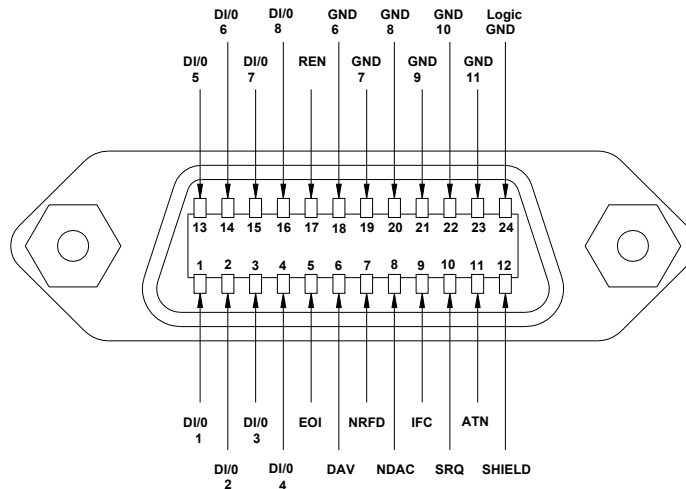 DI/0 6
DI/0 8
GND 6
GND 8
GND 10
Logic GND
DI/0 5
DI/0 7
REN
GND 7
GND 9
GND 11
13 14 15 16 17 18 19 20 21 22 23 24
1 2 3 4 5 6 7 8 9 10 11 12
DI/0 1
DI/0 3
EOI
NRFD
IFC
ATN
DI/0 2
DI/0 4
DAV
NDAC
SRQ
SHIELD